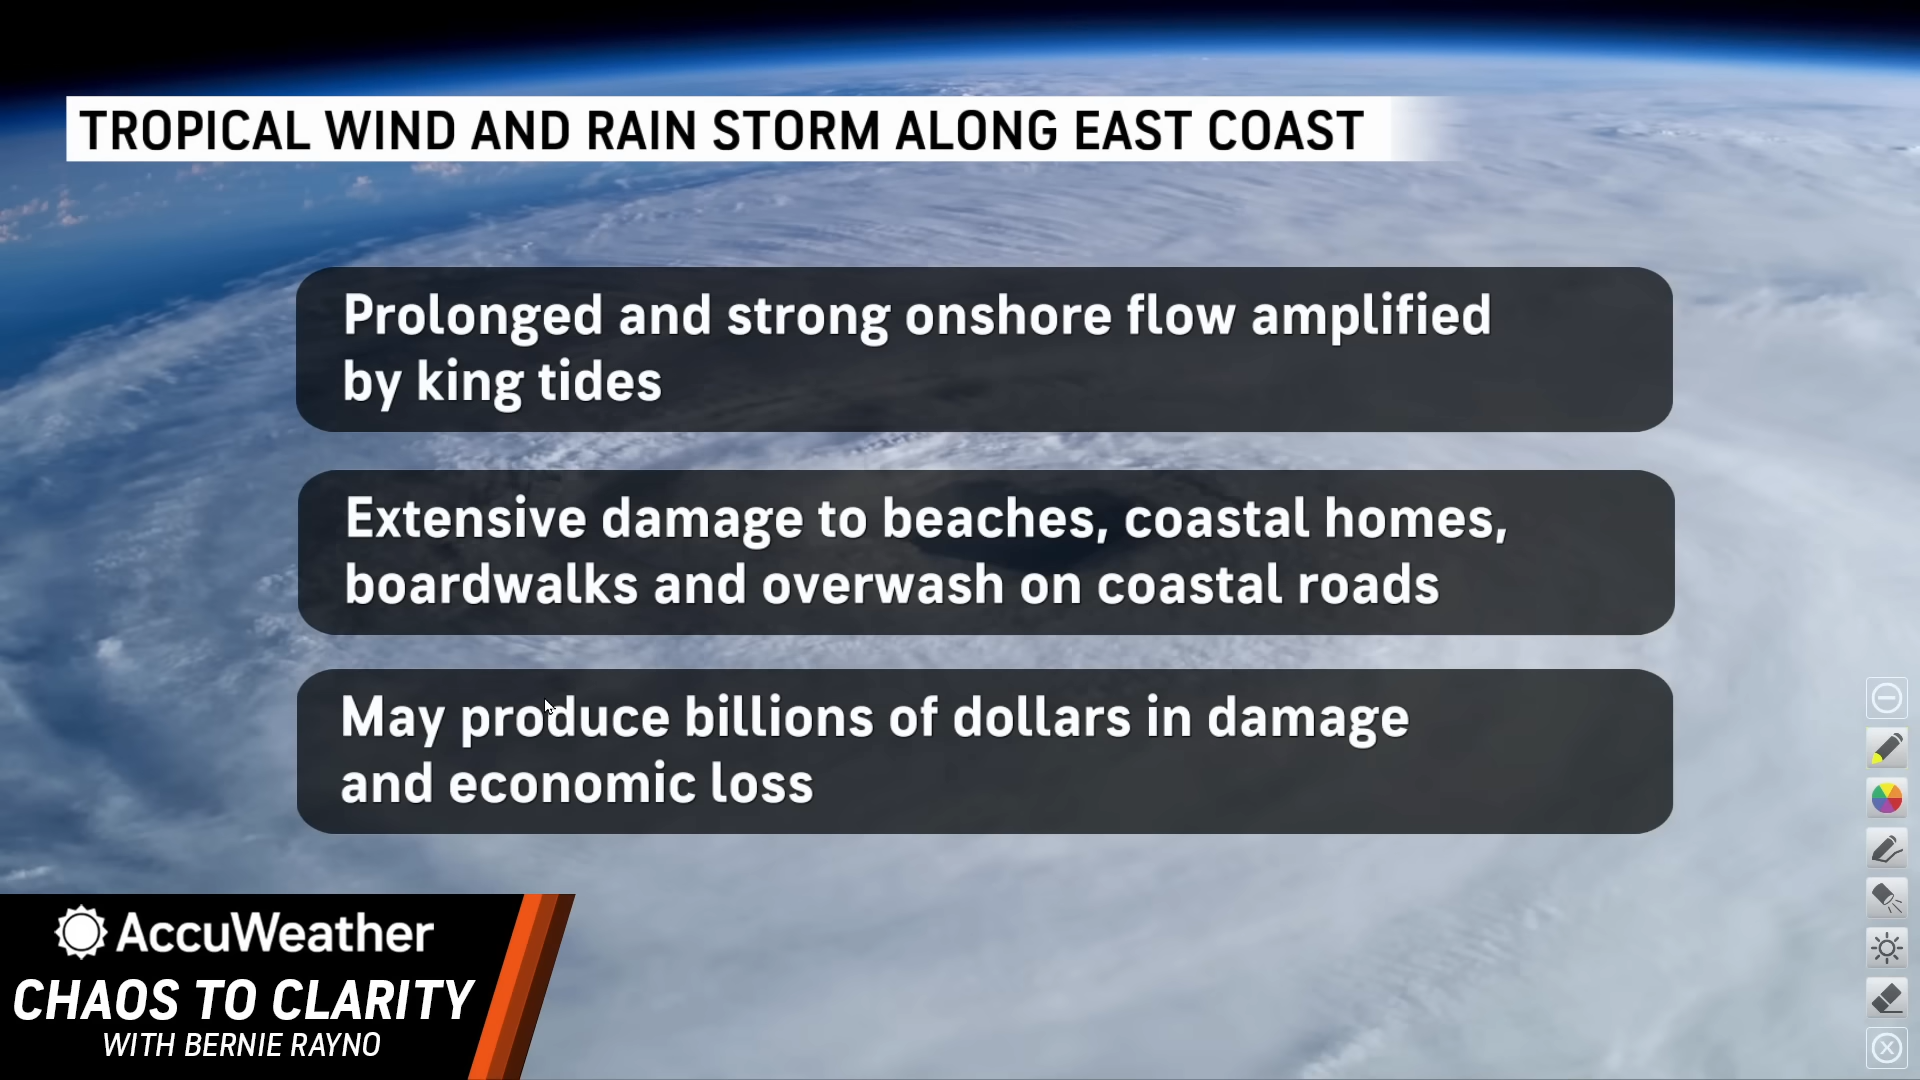 TROPICAL WIND AND RAIN STORM ALONG EAST COAST
Prolonged and strong onshore flow amplified
by king tides
Extensive damage to beaches, coastal homes,
boardwalks and overwash on coastal roads
May produce billions of dollars in damage
and economic loss
AccuWeather
CHAOS TO CLARITY
WITH BERNIE RAYNO